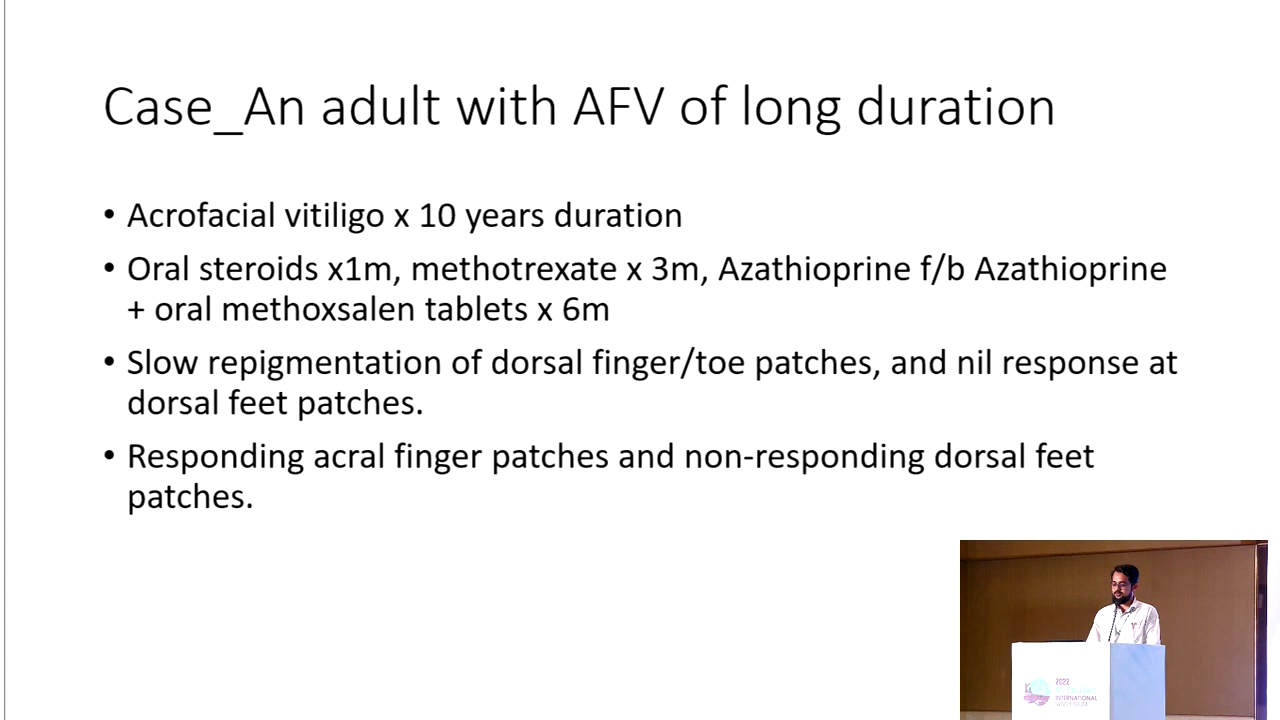 Case_An adult with AFV of long duration
• Acrofacial vitiligo x 10 years duration
• Oral steroids x1m, methotrexate x 3m, Azathioprine f/b Azathioprine
+ oral methoxsalen tablets x 6m
• Slow repigmentation of dorsal finger/toe patches, and nil response at
dorsal feet patches.
• Responding acral finger patches and non-responding dorsal feet
patches.
2022
INTERNATIONAL
SYMPOSIUM